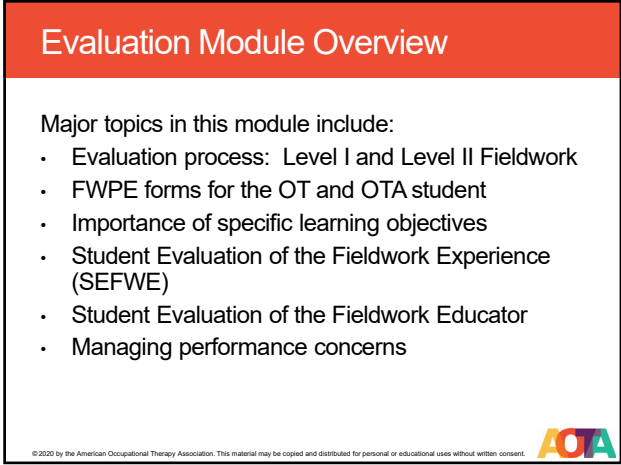 Evaluation Module Overview
Major topics in this module include:
• Evaluation process: Level I and Level II Fieldwork
• FWPE forms for the OT and OTA student
• Importance of specific learning objectives
• Student Evaluation of the Fieldwork Experience
(SEFWE)
• Student Evaluation of the Fieldwork Educator
• Managing performance concerns
©2020 by the American Occupational Therapy Association. This material may be copied and distributed for personal or educational uses without written consent.
AOTA